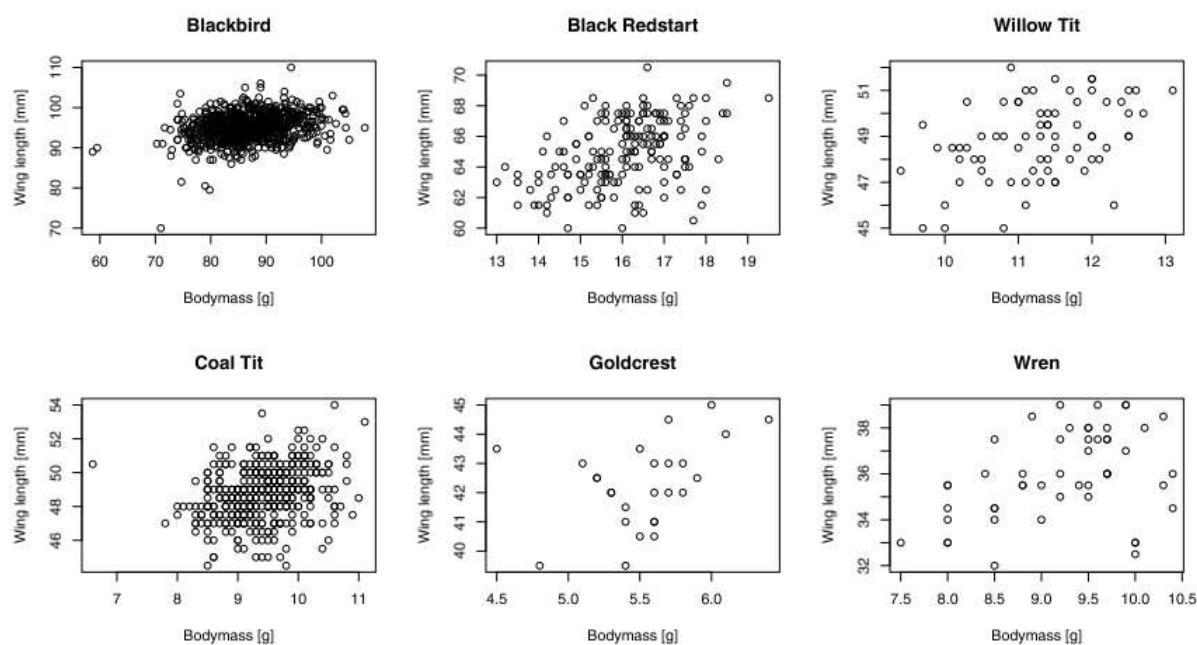 Blackbird
Wing length [mm]
110
100
90
80
70
60 70 80 90 100
Bodymass [g]
Black Redstart
Wing length [mm]
70
68
66
64
62
60
13 14 15 16 17 18 19
Bodymass [g]
Willow Tit
Wing length [mm]
51
49
47
45
10 11 12 13
Bodymass [g]
Coal Tit
Wing length [mm]
54
52
50
48
46
7 8 9 10 11
Bodymass [g]
Goldcrest
Wing length [mm]
45
44
43
42
41
40
4.5 5.0 5.5 6.0
Bodymass [g]
Wren
Wing length [mm]
38
36
34
32
7.5 8.0 8.5 9.0 9.5 10.0 10.5
Bodymass [g]